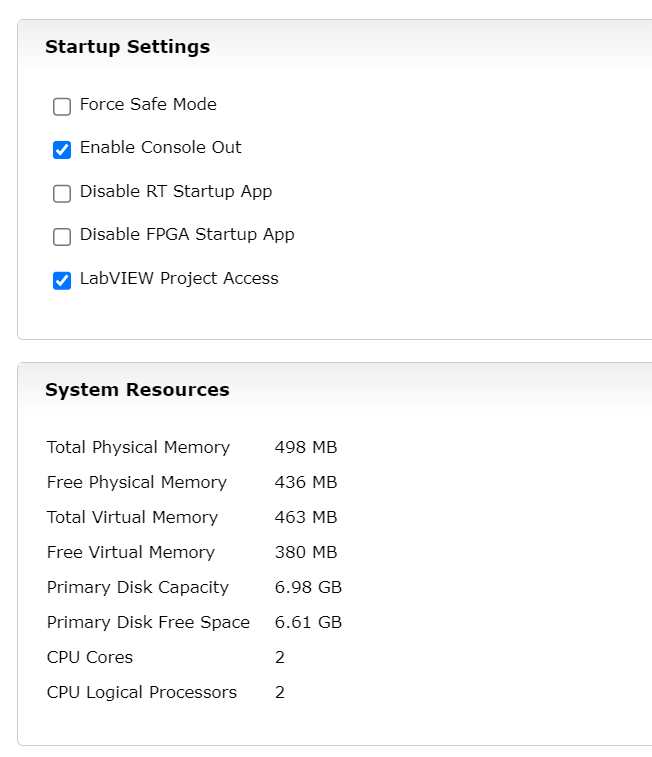 Startup Settings
Force Safe Mode
Enable Console Out
Disable RT Startup App
Disable FPGA Startup App
LabVIEW Project Access
System Resources
Total Physical Memory 498 MB
Free Physical Memory 436 MB
Total Virtual Memory 463 MB
Free Virtual Memory 380 MB
Primary Disk Capacity 6.98 GB
Primary Disk Free Space 6.61 GB
CPU Cores 2
CPU Logical Processors 2